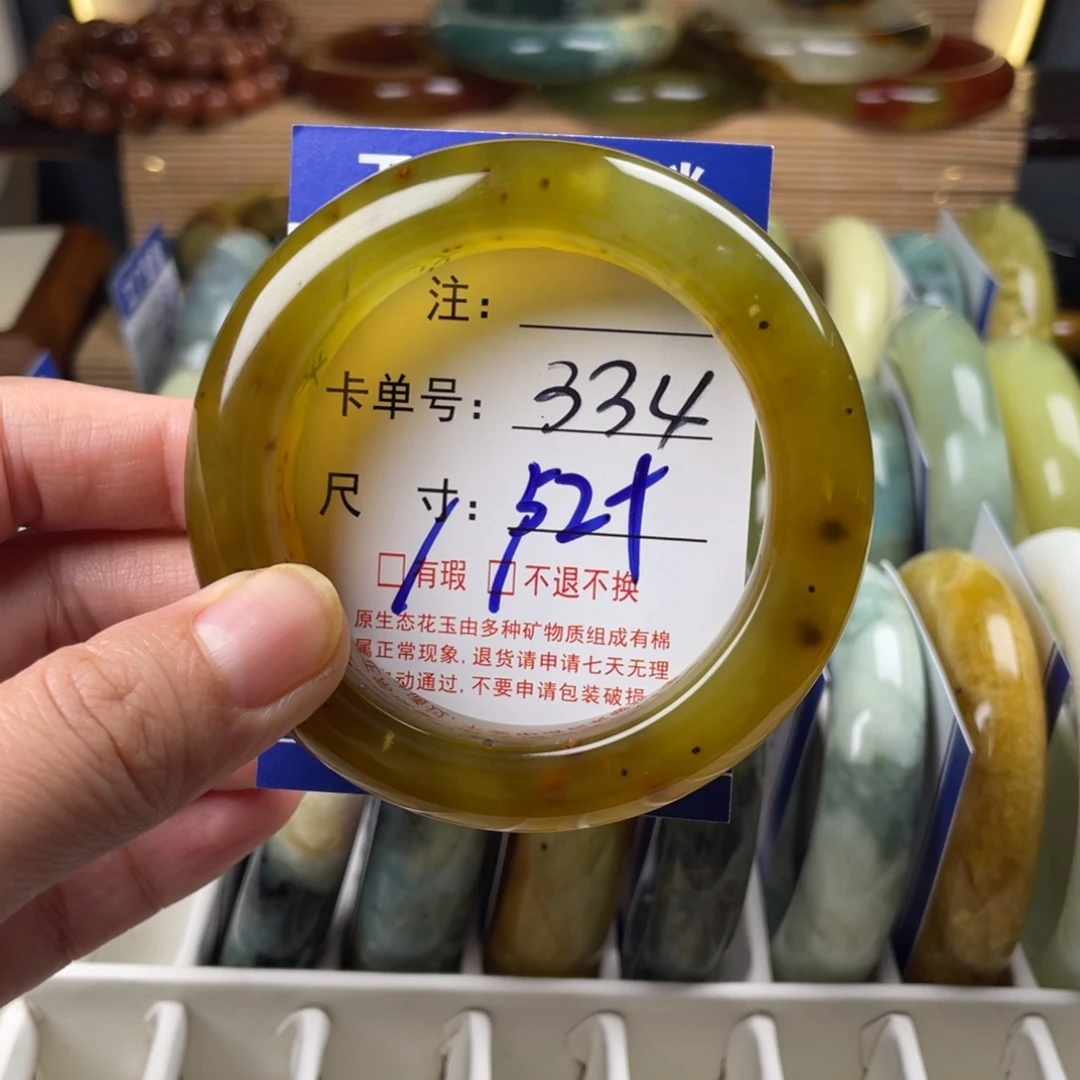 注：
卡单号：334
尺 寸：52+
有瑕 不退不换
原生态花玉由多种矿物质组成有棉
属正常现象，退货请申请七天无理
动通过，不要申请包装破损